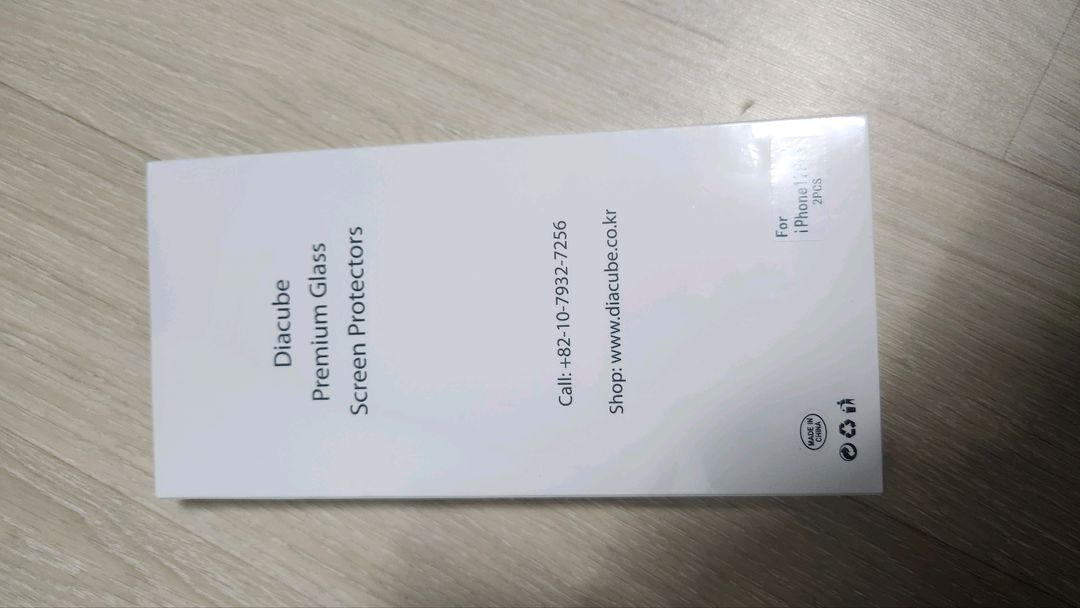 Diacube
Premium Glass
Screen Protectors
Call: +82-10-7932-7256
Shop: www.diacube.co.kr
For
2PCS
MADE IN
CHINA